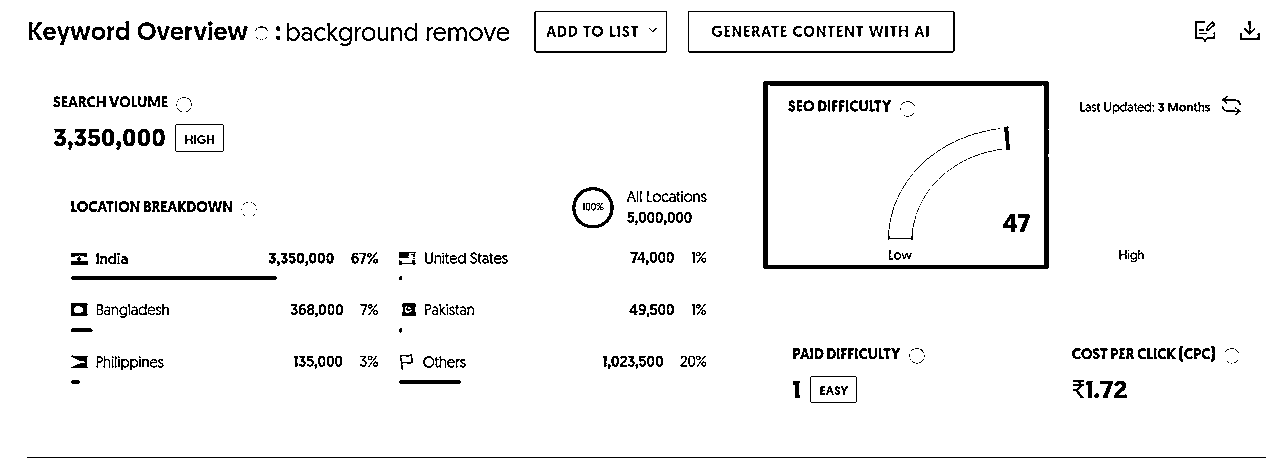 Keyword Overview : background remove ADD TO LIST GENERATE CONTENT WITH AI
SEARCH VOLUME
3,350,000 HIGH
LOCATION BREAKDOWN
100% All Locations
5,000,000
India 3,350,000 67%
United States 74,000 1%
Bangladesh 368,000 7%
Pakistan 49,500 1%
Philippines 135,000 3%
Others 1,023,500 20%
SEO DIFFICULTY
47
Low
High
Last Updated: 3 Months
PAID DIFFICULTY
1 EASY
COST PER CLICK (CPC)
₹1.72